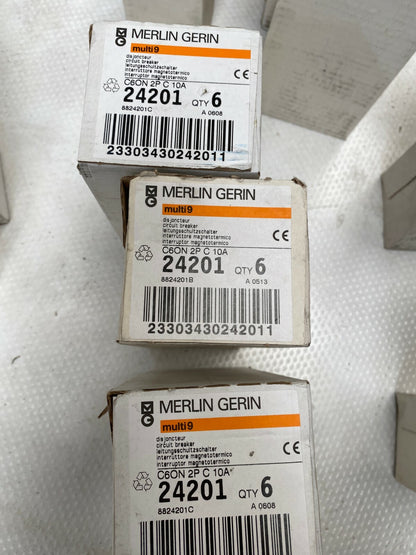 MERLIN GERIN
multi9
disjoncteur
circuit breaker
leitungsschutzschalter
interruttore magnetotermico
interruptor magnetotermico
CE
C60N 2P C 10A
24201 QTY 6
8824201C A 0608
23303430242011
MERLIN GERIN
multi9
disjoncteur
circuit breaker
leitungsschutzschalter
interruttore magnetotermico
interruptor magnetotermico
CE
C60N 2P C 10A
24201 QTY 6
8824201B A 0513
23303430242011
MERLIN GERIN
multi9
disjoncteur
circuit breaker
leitungsschutzschalter
interruttore magnetotermico
interruptor magnetotermico
CE
C60N 2P C 10A
24201 QTY 6
8824201C A 0608